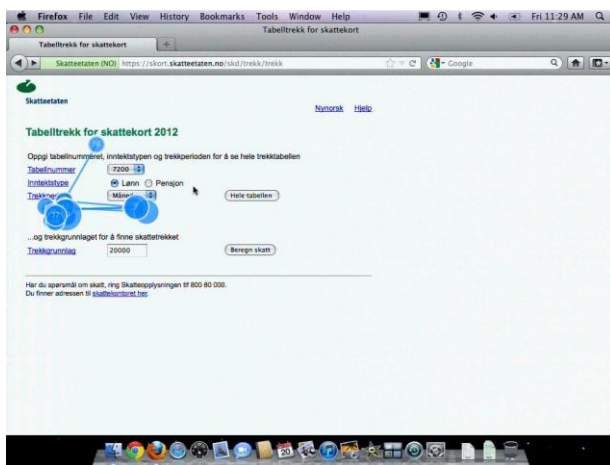 Firefox File Edit View History Bookmarks Tools Window Help Fri 11:29 AM
Tabelltrekk for skattekort
Tabelltrekk for skattekort
Skatteetaten (NO) https://skort.skatteetaten.no/skd/trekk/trekk Google
Skatteetaten
Nynorsk Hjelp
Tabelltrekk for skattekort 2012
Oppgi tabellnummeret, inntektstypen og trekkperioden for å se hele trekktabellen
Tabellnummer 7200
Inntektstype Lønn Pensjon
Hele tabellen
...og trekkgrunnlaget for å finne skattetrekket
Trekkgrunnlag 20000 Beregn skatt
Har du spørsmål om skatt, ring Skatteopplysningen tlf 800 80 000.
Du finner adressen til skattekontoret her.
20